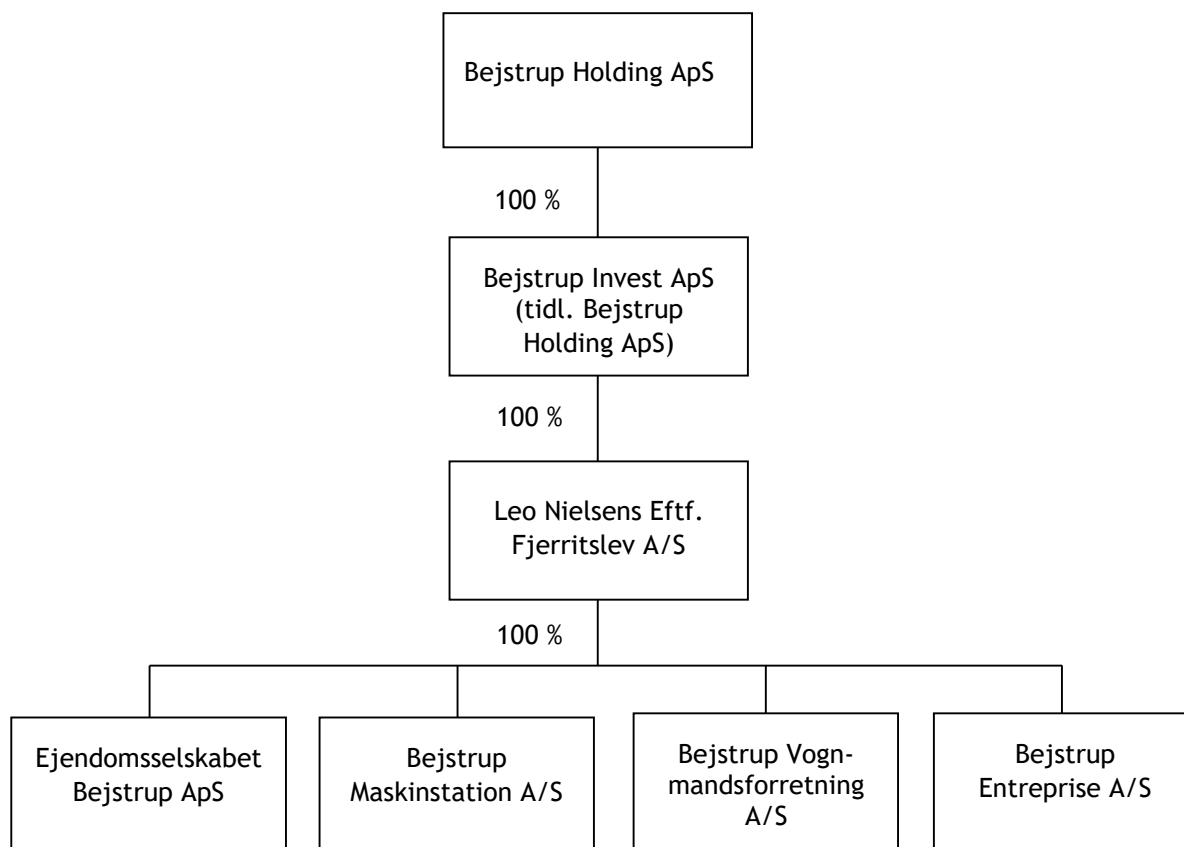 Bejstrup Holding ApS
100 %
Bejstrup Invest ApS
(tidl. Bejstrup
Holding ApS)
100 %
Leo Nielsens Eftf.
Fjerritslev A/S
100 %
Ejendomsselskabet
Bejstrup ApS
Bejstrup
Maskinstation A/S
Bejstrup Vogn-
mandsforretning
A/S
Bejstrup
Entreprise A/S